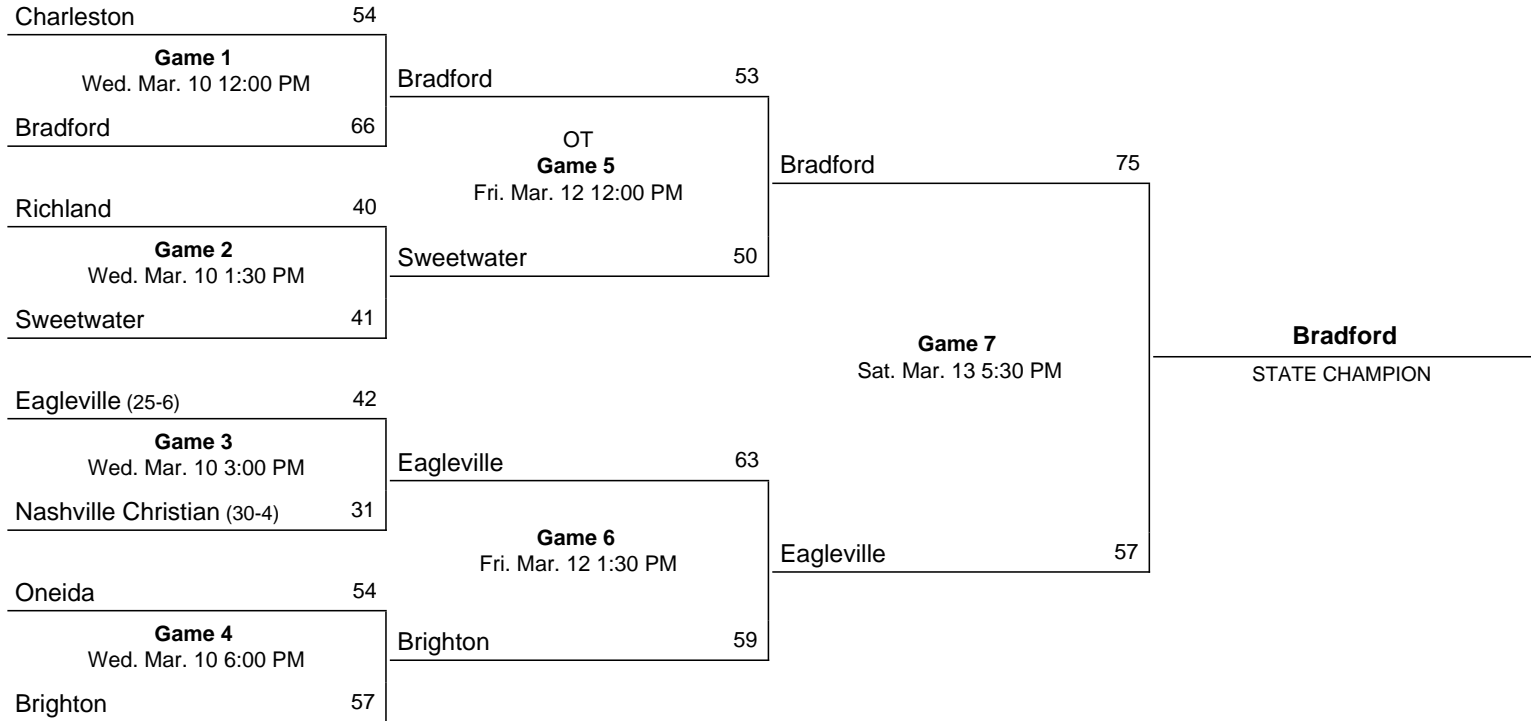 Charleston 54
Game 1
Wed. Mar. 10 12:00 PM
Bradford 66
Richland 40
Game 2
Wed. Mar. 10 1:30 PM
Sweetwater 41
Eagleville (25-6) 42
Game 3
Wed. Mar. 10 3:00 PM
Nashville Christian (30-4) 31
Oneida 54
Game 4
Wed. Mar. 10 6:00 PM
Brighton 57
Bradford 53
OT
Game 5
Fri. Mar. 12 12:00 PM
Sweetwater 50
Eagleville 63
Game 6
Fri. Mar. 12 1:30 PM
Brighton 59
Bradford 75
Game 7
Sat. Mar. 13 5:30 PM
Eagleville 57
Bradford
STATE CHAMPION